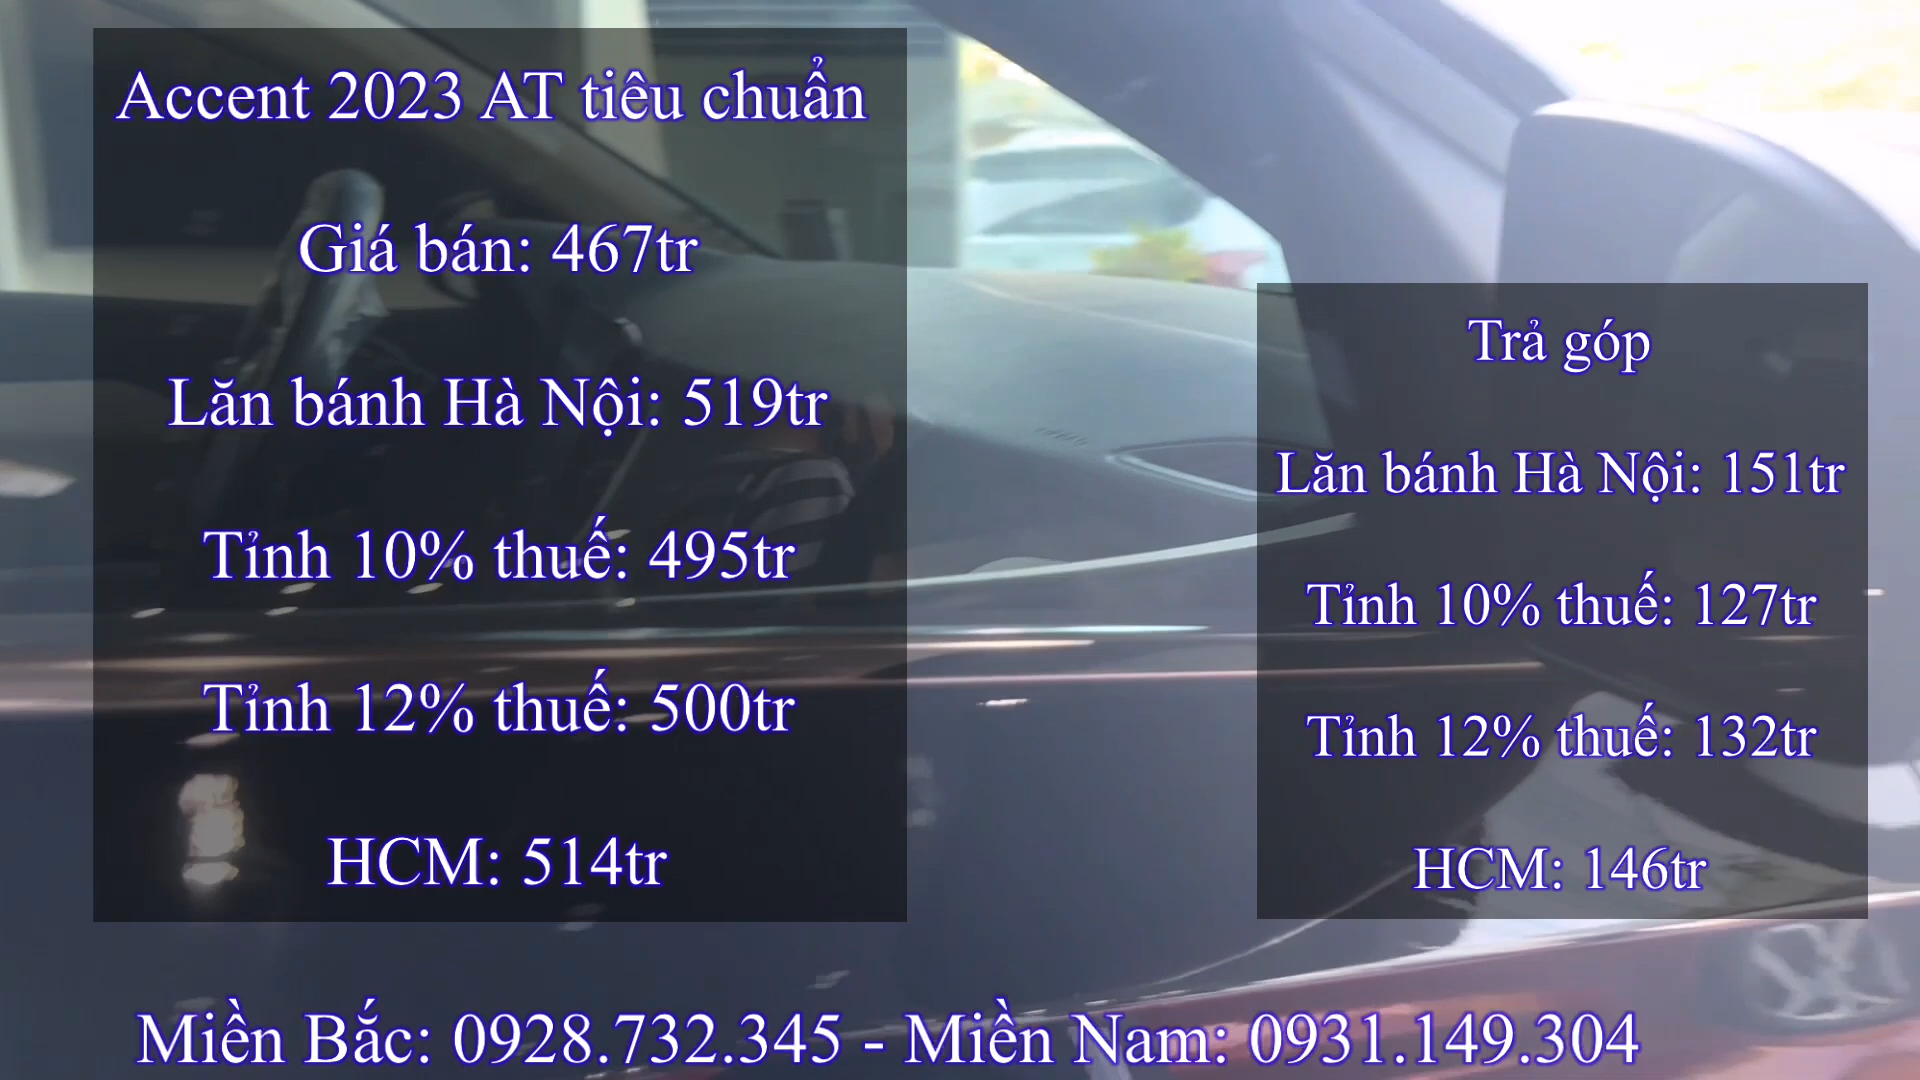 Accent 2023 AT tiêu chuẩn
Giá bán: 467tr
Lăn bánh Hà Nội: 519tr
Tỉnh 10% thuế: 495tr
Tỉnh 12% thuế: 500tr
HCM: 514tr
Trả góp
Lăn bánh Hà Nội: 151tr
Tỉnh 10% thuế: 127tr
Tỉnh 12% thuế: 132tr
HCM: 146tr
Miền Bắc: 0928.732.345 - Miền Nam: 0931.149.304